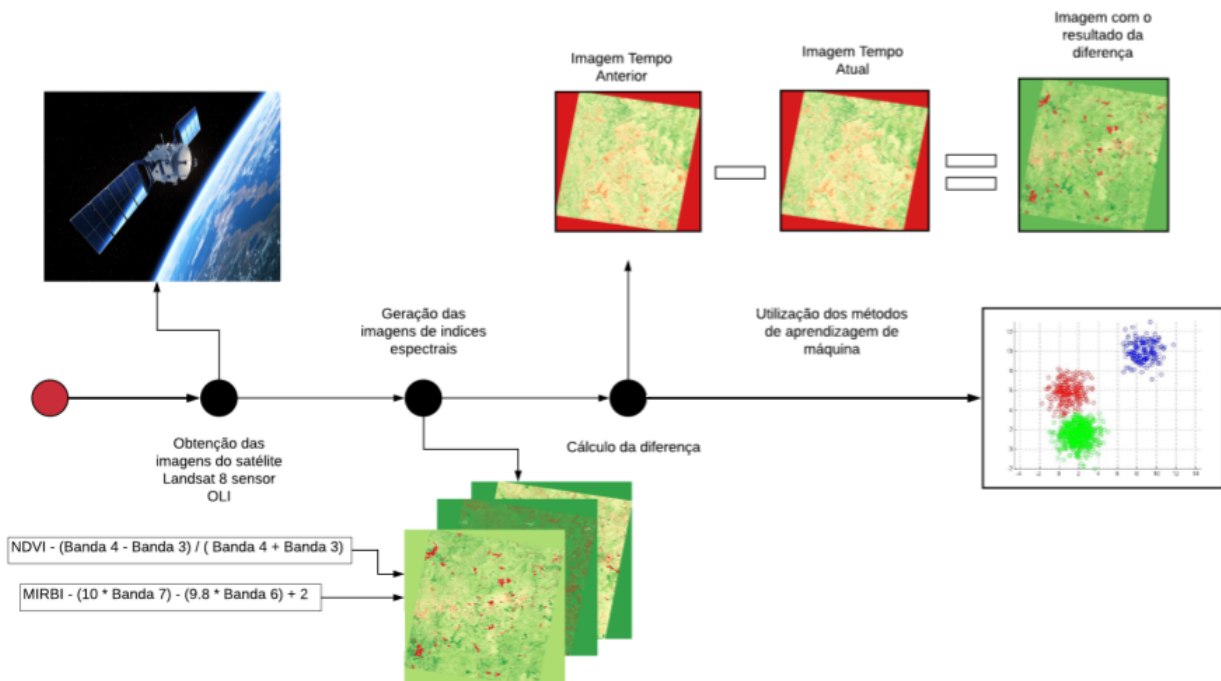 Imagem Tempo
Anterior
Imagem Tempo
Atual
Imagem com o
resultado da
diferença
Geração das
imagens de indices
espectrais
Utilização dos métodos
de aprendizagem de
máquina
Obtenção das
imagens do satélite
Landsat 8 sensor
OLI
Cálculo da diferença
NDVI - (Banda 4 - Banda 3) / ( Banda 4 + Banda 3)
MIRBI - (10 * Banda 7) - (9.8 * Banda 6) + 2